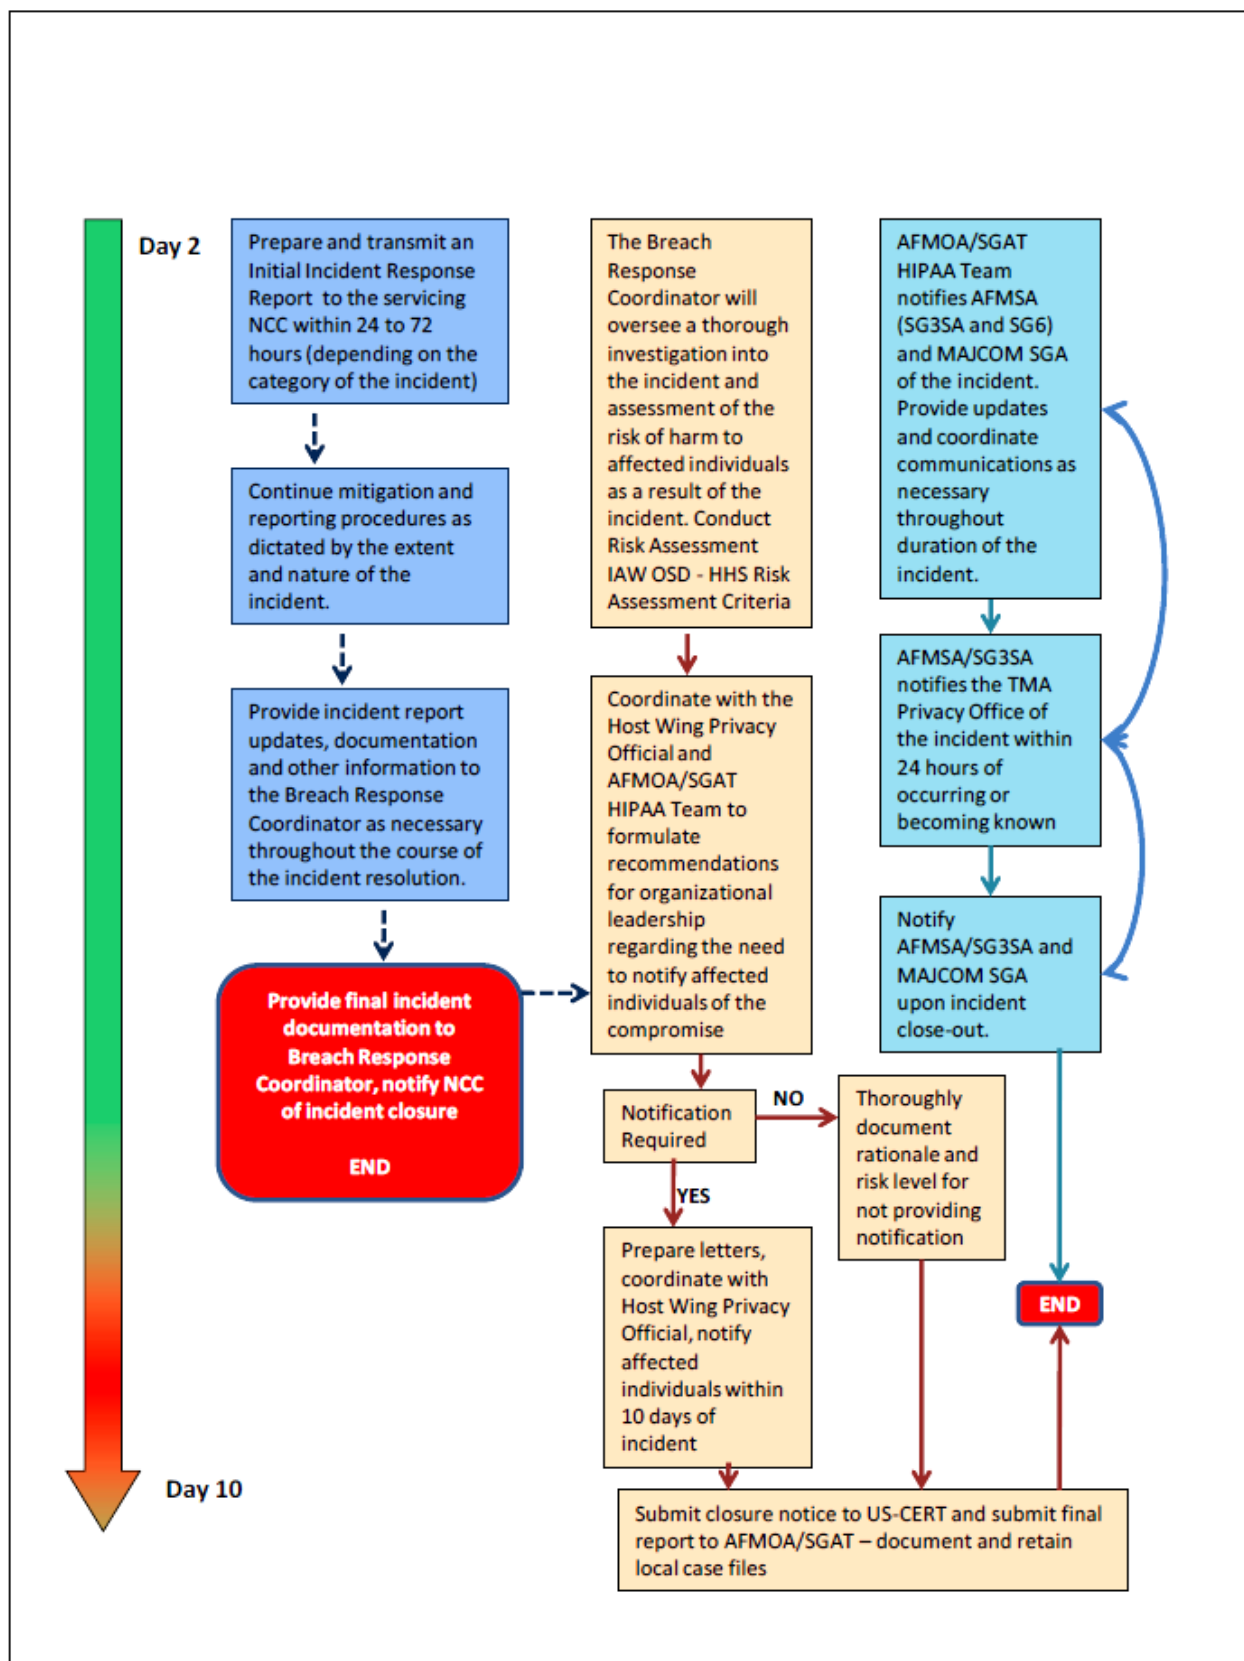 Day 2
Prepare and transmit an
Initial Incident Response
Report  to the servicing
NCC within 24 to 72
hours (depending on the
category of the incident)
Continue mitigation and
reporting procedures as
dictated by the extent
and nature of the
incident.
Provide incident report
updates, documentation
and other information to
the Breach Response
Coordinator as necessary
throughout the course of
the incident resolution.
Provide final incident
documentation to
Breach Response
Coordinator, notify NCC
of incident closure
END
The Breach
Response
Coordinator will
oversee a thorough
investigation into
the incident and
assessment of the
risk of harm to
affected individuals
as a result of the
incident. Conduct
Risk Assessment
IAW OSD - HHS Risk
Assessment Criteria
Coordinate with the
Host Wing Privacy
Official and
AFMOA/SGAT
HIPAA Team to
formulate
recommendations
for organizational
leadership
regarding the need
to notify affected
individuals of the
compromise
Notification
Required
NO
Thoroughly
document
rationale and
risk level for
not providing
notification
YES
Prepare letters,
coordinate with
Host Wing Privacy
Official, notify
affected
individuals within
10 days of
incident
AFMOA/SGAT
HIPAA Team
notifies AFMSA
(SG3SA and SG6)
and MAJCOM SGA
of the incident.
Provide updates
and coordinate
communications as
necessary
throughout
duration of the
incident.
AFMSA/SG3SA
notifies the TMA
Privacy Office of
the incident within
24 hours of
occurring or
becoming known
Notify
AFMSA/SG3SA and
MAJCOM SGA
upon incident
close-out.
END
Day 10
Submit closure notice to US-CERT and submit final
report to AFMOA/SGAT – document and retain
local case files